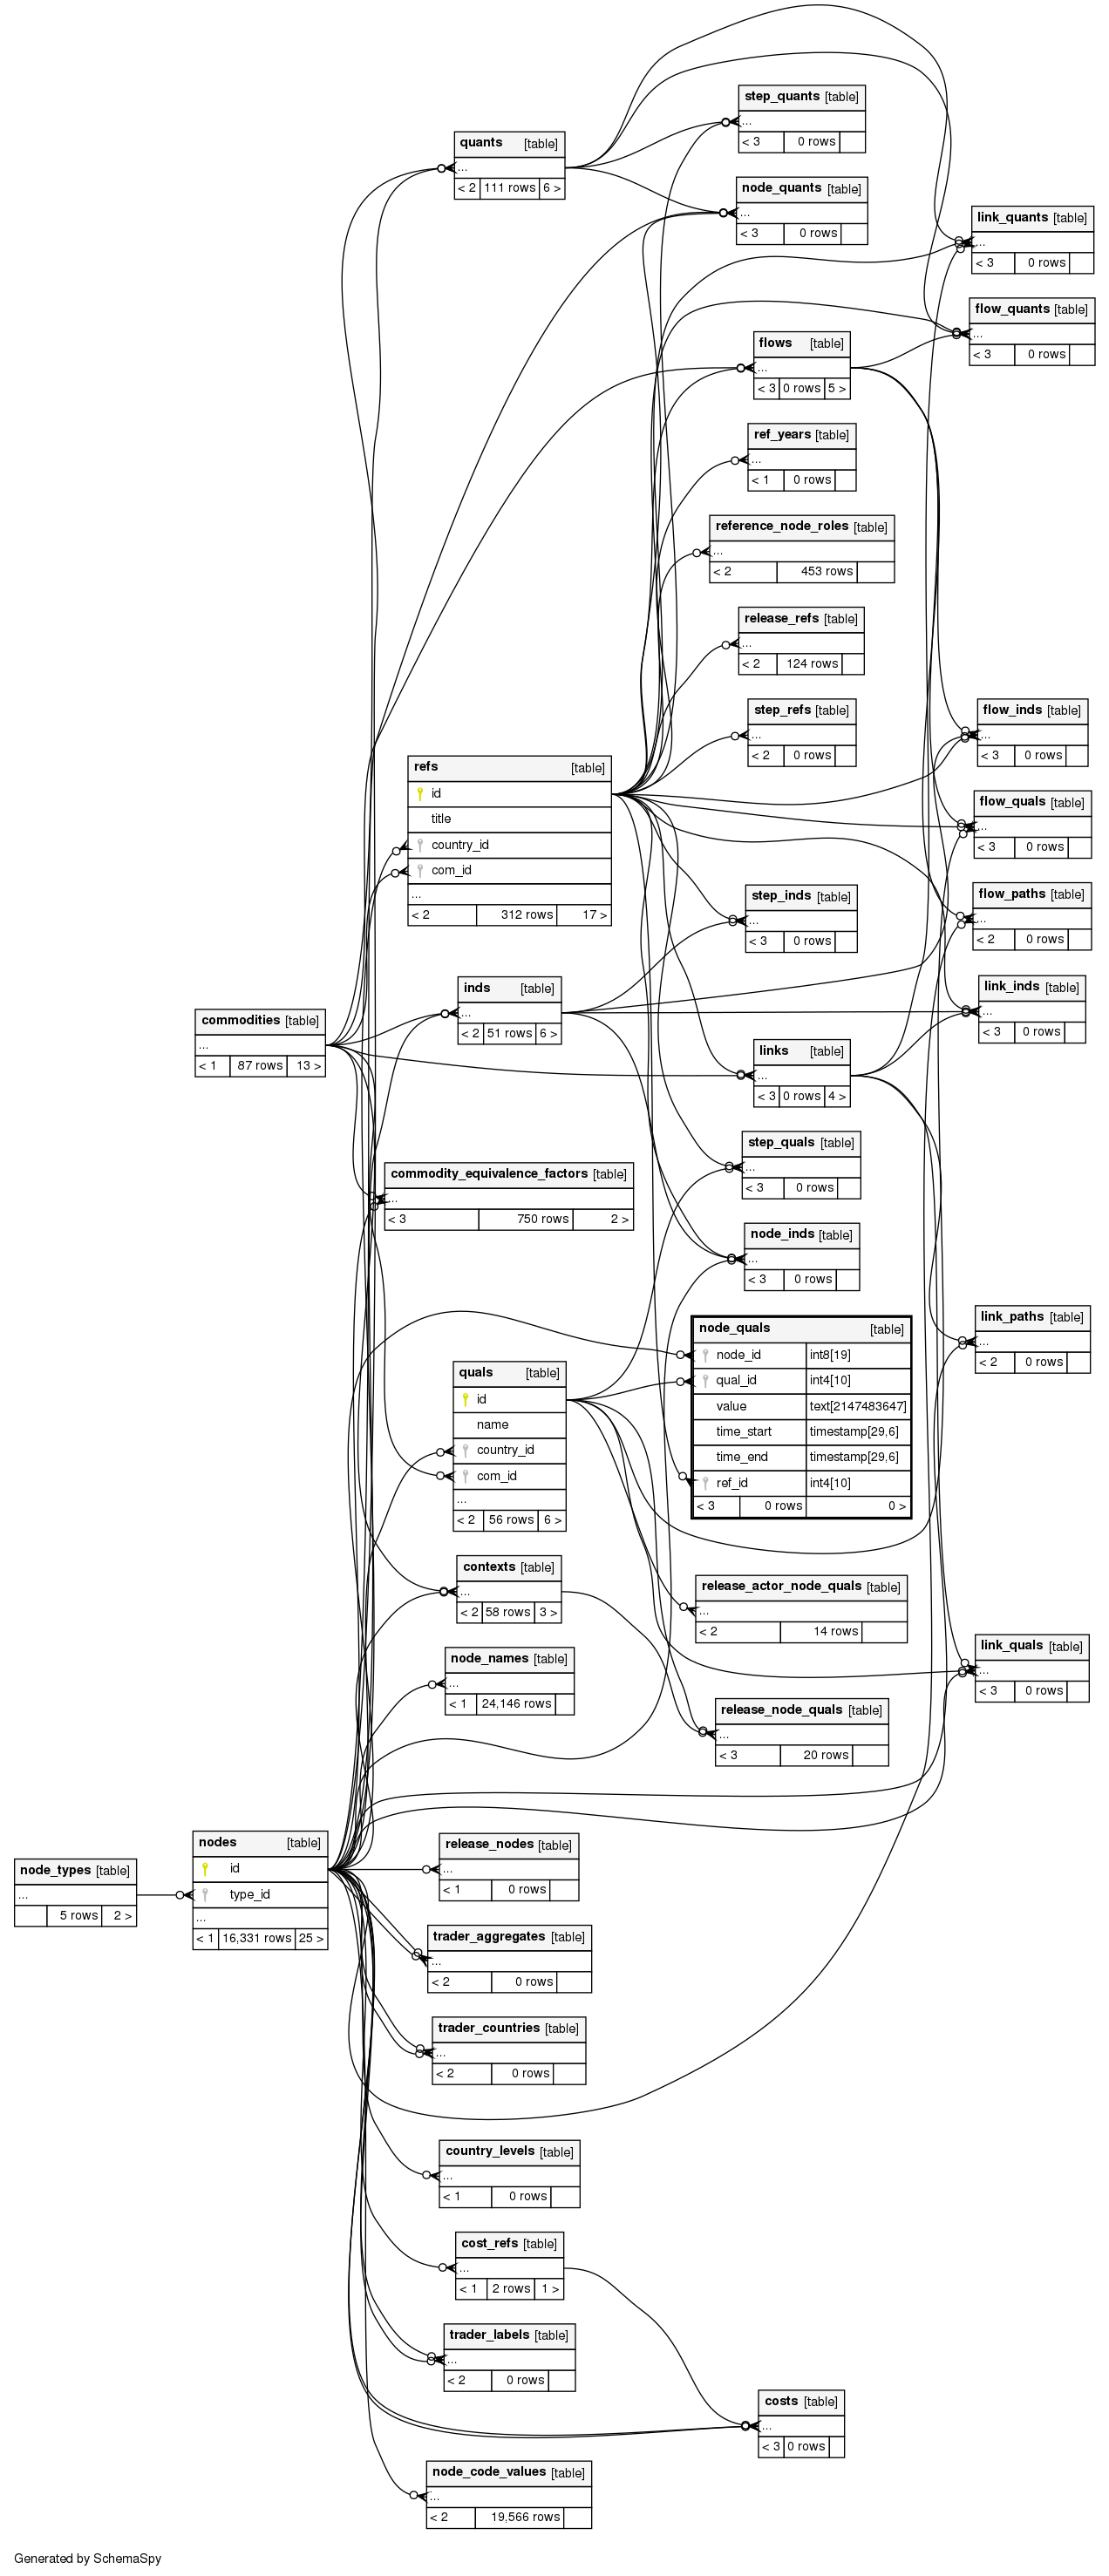 step_quants [table]
...
< 3 0 rows
quants [table]
...
< 2 111 rows 6 >
node_quants [table]
...
< 3 0 rows
link_quants [table]
...
< 3 0 rows
flow_quants [table]
...
< 3 0 rows
flows [table]
...
< 3 0 rows 5 >
ref_years [table]
...
< 1 0 rows
reference_node_roles [table]
...
< 2 453 rows
release_refs [table]
...
< 2 124 rows
step_refs [table]
...
< 2 0 rows
flow_inds [table]
...
< 3 0 rows
refs [table]
id
title
country_id
com_id
...
< 2 312 rows 17 >
flow_quals [table]
...
< 3 0 rows
step_inds [table]
...
< 3 0 rows
flow_paths [table]
...
< 2 0 rows
inds [table]
...
< 2 51 rows 6 >
link_inds [table]
...
< 3 0 rows
commodities [table]
...
< 1 87 rows 13 >
links [table]
...
< 3 0 rows 4 >
step_quals [table]
...
< 3 0 rows
commodity_equivalence_factors [table]
...
< 3 750 rows 2 >
node_inds [table]
...
< 3 0 rows
link_paths [table]
...
< 2 0 rows
node_quals [table]
node_id int8[19]
qual_id int4[10]
value text[2147483647]
time_start timestamp[29,6]
time_end timestamp[29,6]
ref_id int4[10]
< 3 0 rows 0 >
quals [table]
id
name
country_id
com_id
...
< 2 56 rows 6 >
contexts [table]
...
< 2 58 rows 3 >
release_actor_node_quals [table]
...
< 2 14 rows
node_names [table]
...
< 1 24,146 rows
link_quals [table]
...
< 3 0 rows
release_node_quals [table]
...
< 3 20 rows
nodes [table]
id
type_id
...
< 1 16,331 rows 25 >
release_nodes [table]
...
< 1 0 rows
node_types [table]
...
5 rows 2 >
trader_aggregates [table]
...
< 2 0 rows
trader_countries [table]
...
< 2 0 rows
country_levels [table]
...
< 1 0 rows
cost_refs [table]
...
< 1 2 rows 1 >
trader_labels [table]
...
< 2 0 rows
costs [table]
...
< 3 0 rows
node_code_values [table]
...
< 2 19,566 rows
Generated by SchemaSpy